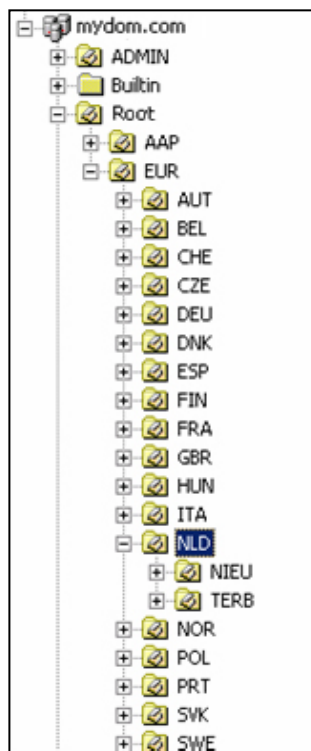 mydom.com
ADMIN
Builtin
Root
AAP
EUR
AUT
BEL
CHE
CZE
DEU
DNK
ESP
FIN
FRA
GBR
HUN
ITA
NLD
NIEU
TERB
NOR
POL
PRT
SVK
SWE